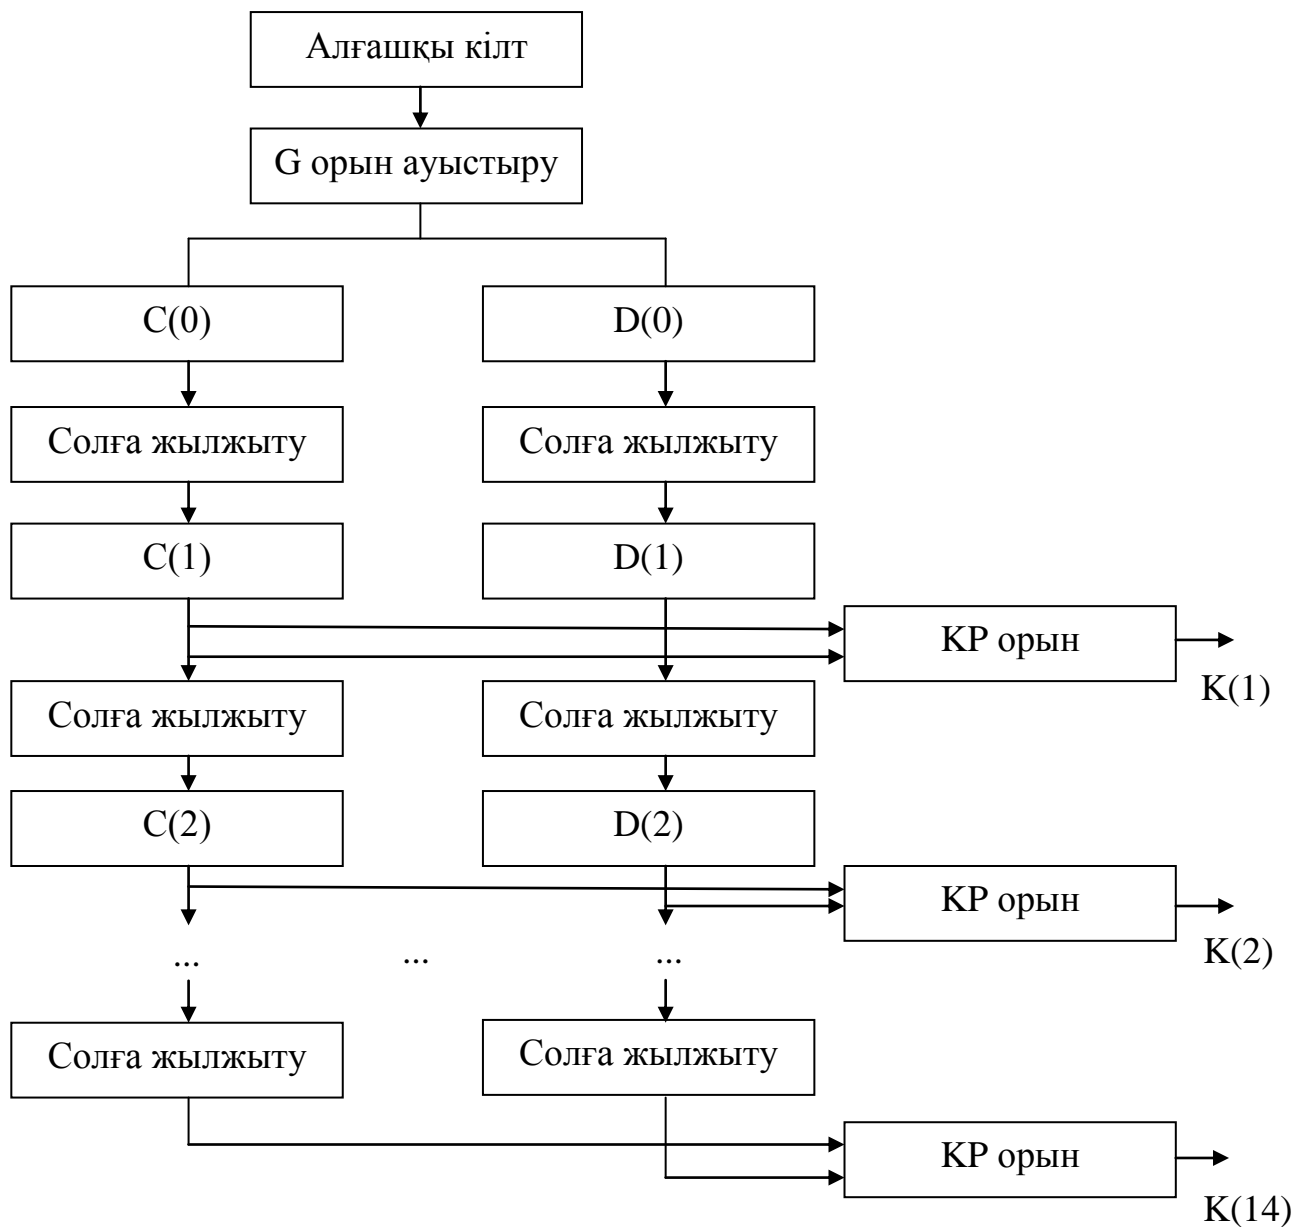 Алғашқы кілт
G орын ауыстыру
C(0)
D(0)
Солға жылжыту
Солға жылжыту
C(1)
D(1)
KP орын
K(1)
Солға жылжыту
Солға жылжыту
C(2)
D(2)
KP орын
K(2)
...
...
...
Солға жылжыту
Солға жылжыту
KP орын
K(14)